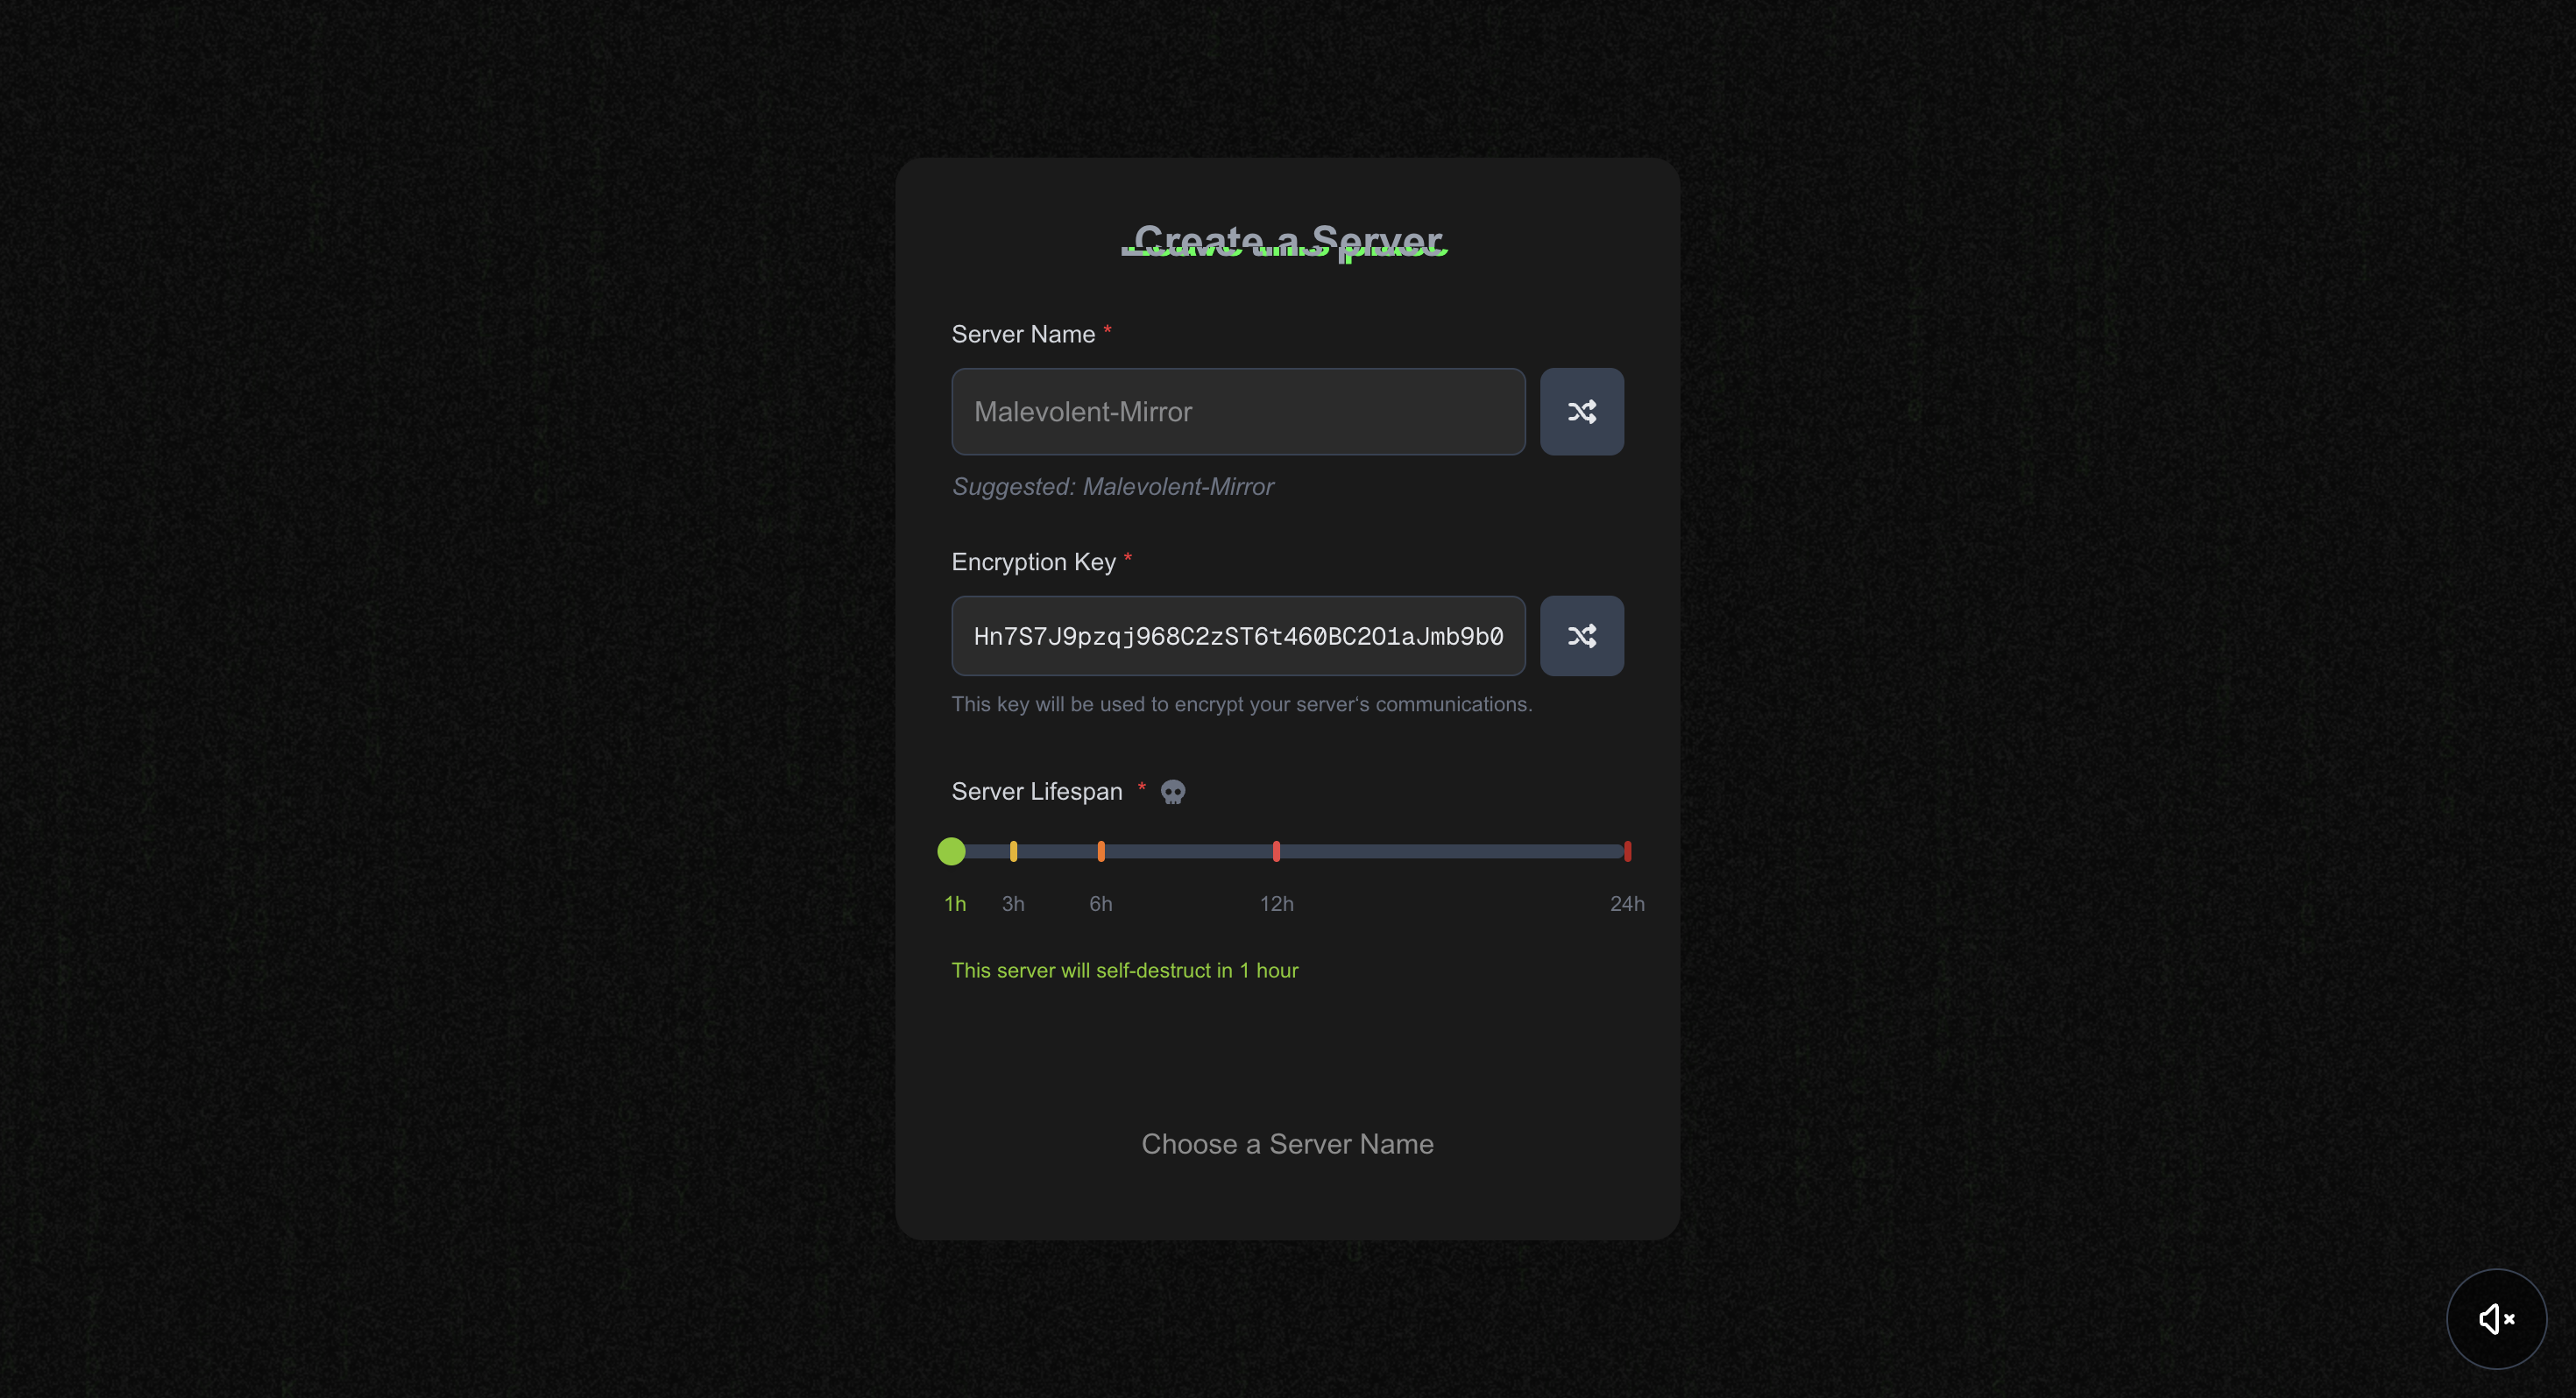 Create a Server
Server Name *
Malevolent-Mirror
Suggested: Malevolent-Mirror
Encryption Key *
Hn7S7J9pzqj968C2zST6t460BC2O1aJmb9b0
This key will be used to encrypt your server's communications.
Server Lifespan *
1h 3h 6h 12h 24h
This server will self-destruct in 1 hour
Choose a Server Name